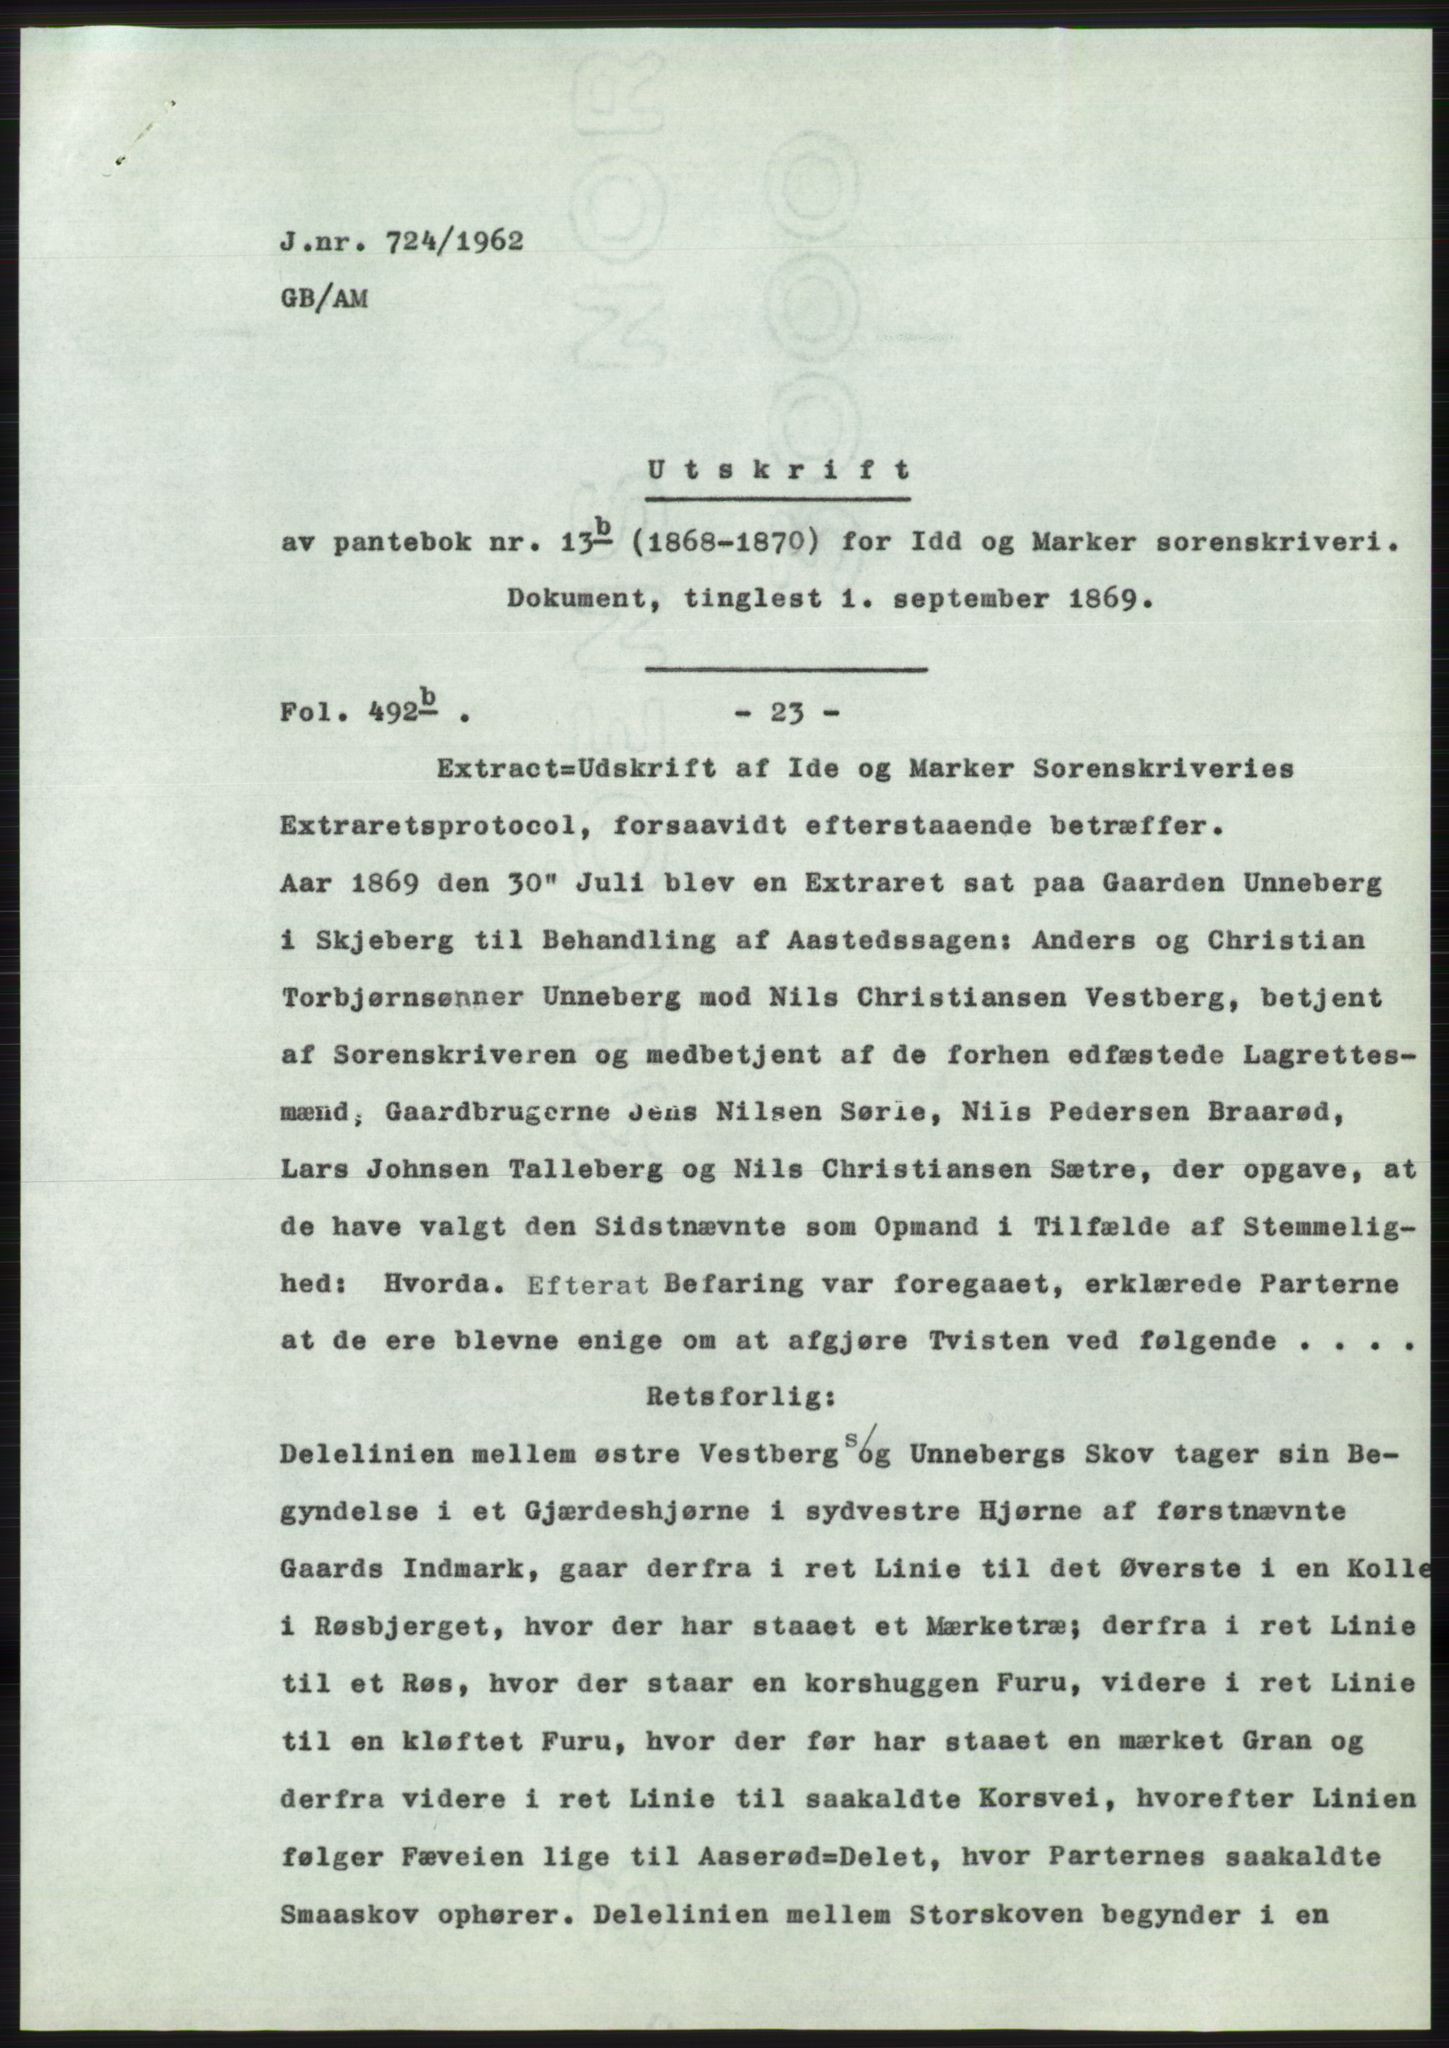 J.nr. 724/1962
GB/AM
U t s k r i f t
av pantebok nr. 13b (1868-1870) for Idd og Marker sorenskriveri.
Dokument, tinglest 1. september 1869.
Fol. 492b . - 23 -
Extract=Udskrift af Ide og Marker Sorenskriveries
Extraretsprotocol, forsaavidt efterstaaende betræffer.
Aar 1869 den 30" Juli blev en Extraret sat paa Gaarden Unneberg
i Skjeberg til Behandling af Aastedssagen: Anders og Christian
Torbjørnsønner Unneberg mod Nils Christiansen Vestberg, betjent
af Sorenskriveren og medbetjent af de forhen edfæstede Lagrettes-
mænd, Gaardbrugerne Jens Nilsen Sørie, Nils Pedersen Braarød,
Lars Johnsen Talleberg og Nils Christiansen Sætre, der opgave, at
de have valgt den Sidstnævnte som Opmand i Tilfælde af Stemmelig-
hed: Hvorda. Efterat Befaring var foregaaet, erklærede Parterne
at de ere blevne enige om at afgjøre Tvisten ved følgende . . . .
Retsforlig:
Delelinien mellem østre Vestbergs/ og Unnebergs Skov tager sin Be-
gyndelse i et Gjærdeshjørne i sydvestre Hjørne af førstnævnte
Gaards Indmark, gaar derfra i ret Linie til det Øverste i en Kolle
i Røsbjerget, hvor der har staaet et Mærketræ; derfra i ret Linie
til et Røs, hvor der staar en korshuggen Furu, videre i ret Linie
til en kløftet Furu, hvor der før har staaet en mærket Gran og
derfra videre i ret Linie til saakaldte Korsvei, hvorefter Linien
følger Fæveien lige til Aaserød=Delet, hvor Parternes saakaldte
Smaaskov ophører. Delelinien mellem Storskoven begynder i en